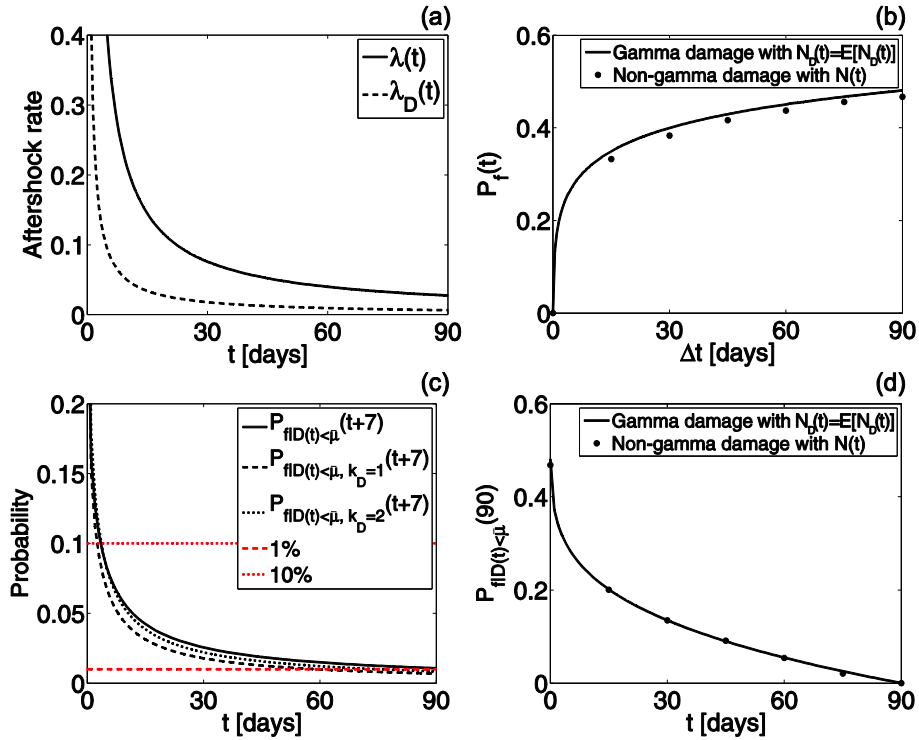 (a)
0.4
0.3
0.2
0.1
0
Aftershock rate
λ(t)
λD(t)
0 30 60 90
t [days]
(b)
0.6
0.4
0.2
0
Pf(t)
Gamma damage with ND(t)=E[ND(t)]
Non-gamma damage with N(t)
0 30 60 90
Δt [days]
(c)
0.2
0.15
0.1
0.05
0
Probability
Pf|D(t)<μ̄(t+7)
Pf|D(t)<μ̄, kD=1(t+7)
Pf|D(t)<μ̄, kD=2(t+7)
1%
10%
0 30 60 90
t [days]
(d)
0.6
0.4
0.2
0
Pf|D(t)<μ̄(90)
Gamma damage with ND(t)=E[ND(t)]
Non-gamma damage with N(t)
0 30 60 90
t [days]